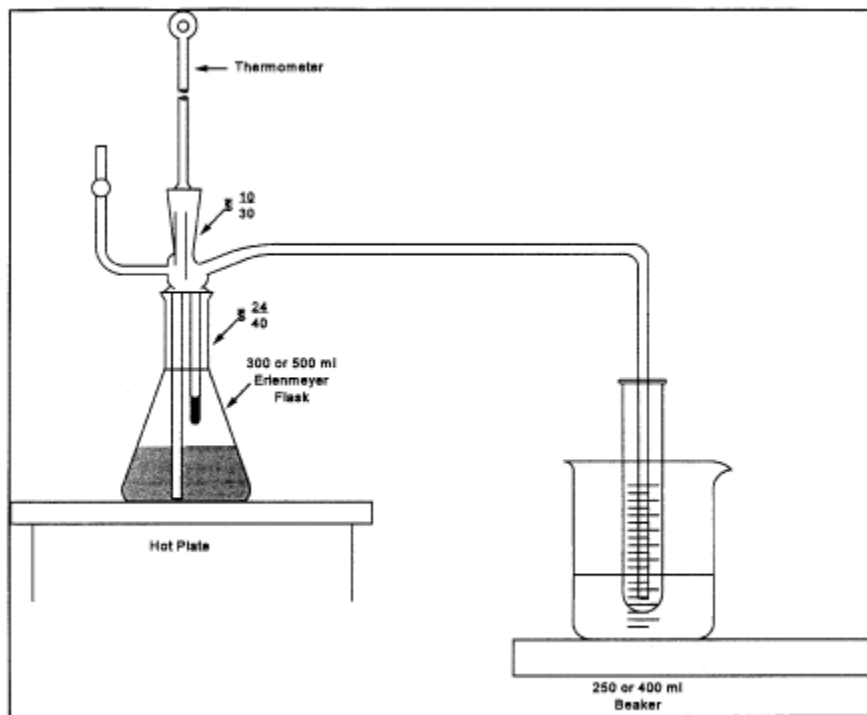 Thermometer
10
30
24
40
300 or 500 ml
Erlenmeyer
Flask
Hot Plate
250 or 400 ml
Beaker